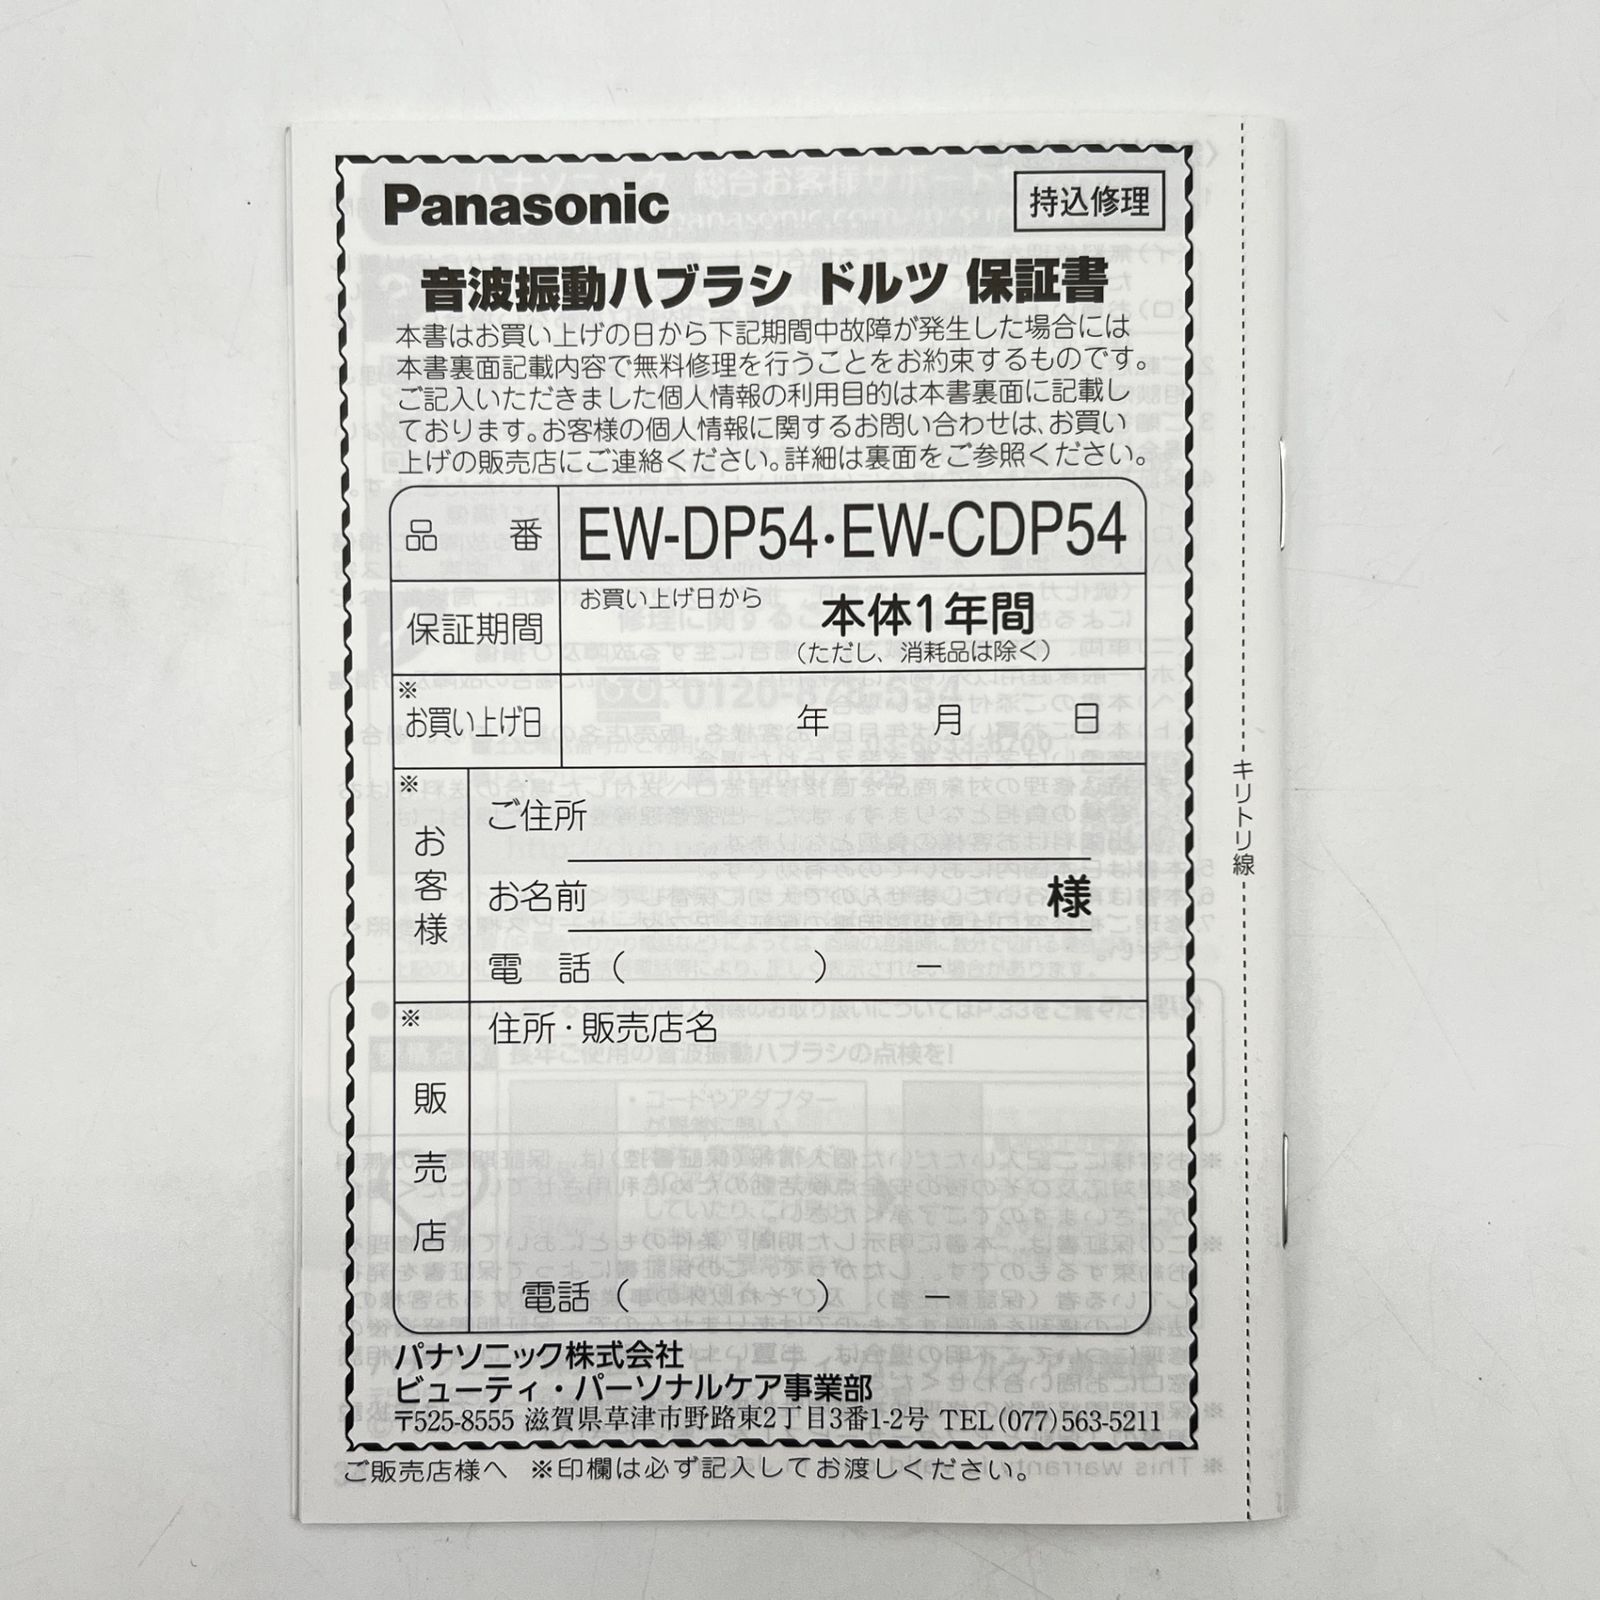 Panasonic
持込修理
音波振動ハブラシ ドルツ 保証書
本書はお買い上げの日から下記期間中故障が発生した場合には
本書裏面記載内容で無料修理を行うことをお約束するものです。
ご記入いただきました個人情報の利用目的は本書裏面に記載し
ております。お客様の個人情報に関するお問い合わせは、お買い
上げの販売店にご連絡ください。詳細は裏面をご参照ください。
品番 EW-DP54・EW-CDP54
保証期間 お買い上げ日から 本体1年間
(ただし、消耗品は除く)
※
お買い上げ日 年 月 日
※
お客様
ご住所
お名前 様
電 話 ( ) ー
※
販売店
住所・販売店名
電話 ( ) ー
パナソニック株式会社
ビューティ・パーソナルケア事業部
〒525-8555 滋賀県草津市野路東2丁目3番1-2号 TEL (077) 563-5211
ご販売店様へ ※印欄は必ず記入してお渡しください。
キリトリ線